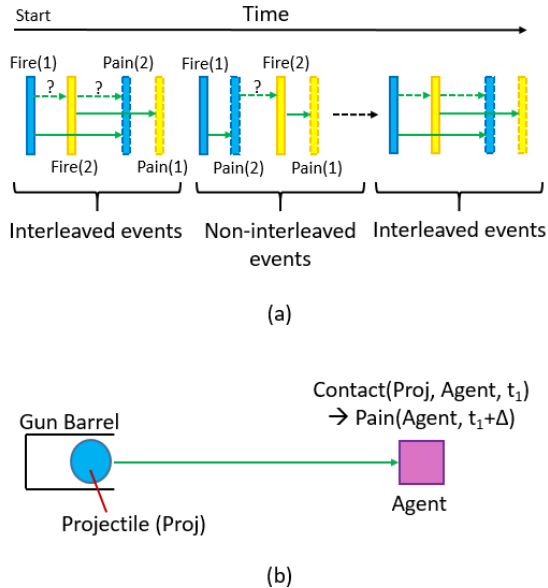 Start
Time
Fire(1)
Pain(2)
Fire(1)
Fire(2)
?
?
?
Fire(2)
Pain(1)
Pain(2)
Pain(1)
Interleaved events
Non-interleaved
events
Interleaved events
(a)
Contact(Proj, Agent, t₁)
→ Pain(Agent, t₁+Δ)
Gun Barrel
Agent
Projectile (Proj)
(b)